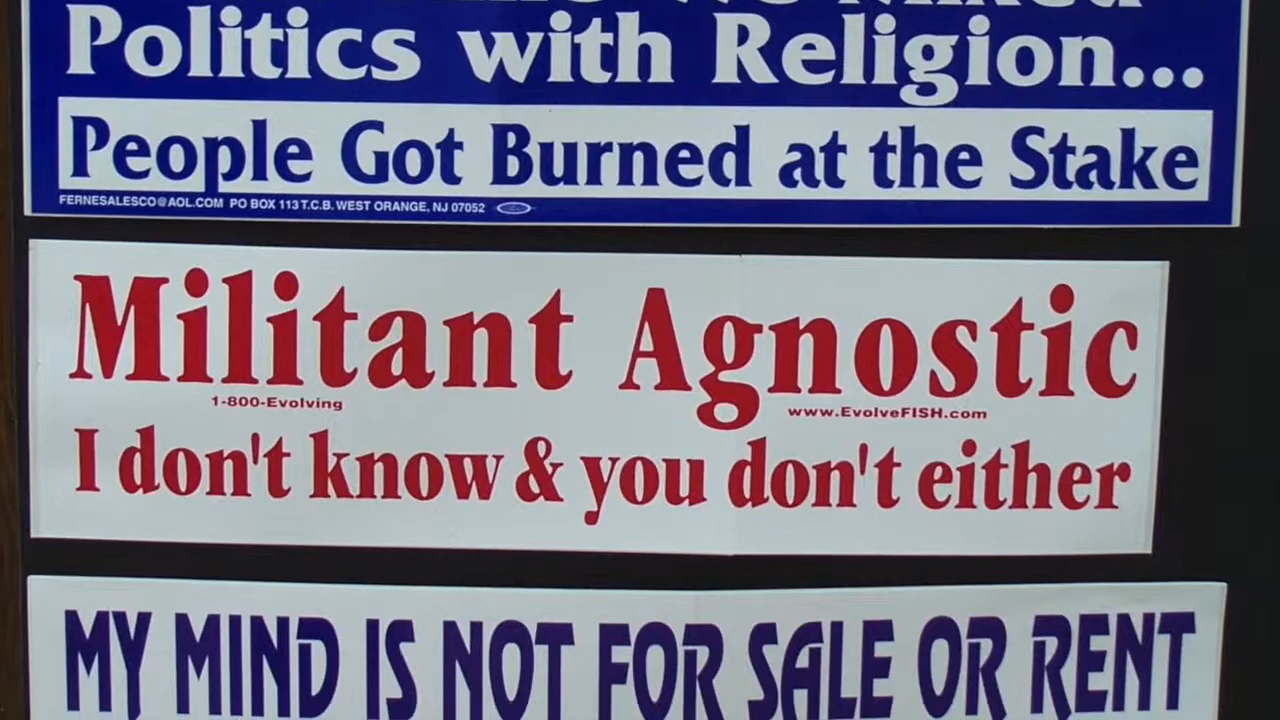 Politics with Religion...
People Got Burned at the Stake
FERNESALESCO@AOL.COM PO BOX 113 T.C.B. WEST ORANGE, NJ 07052
Militant Agnostic
1-800-Evolving www.EvolveFISH.com
I don't know & you don't either
MY MIND IS NOT FOR SALE OR RENT